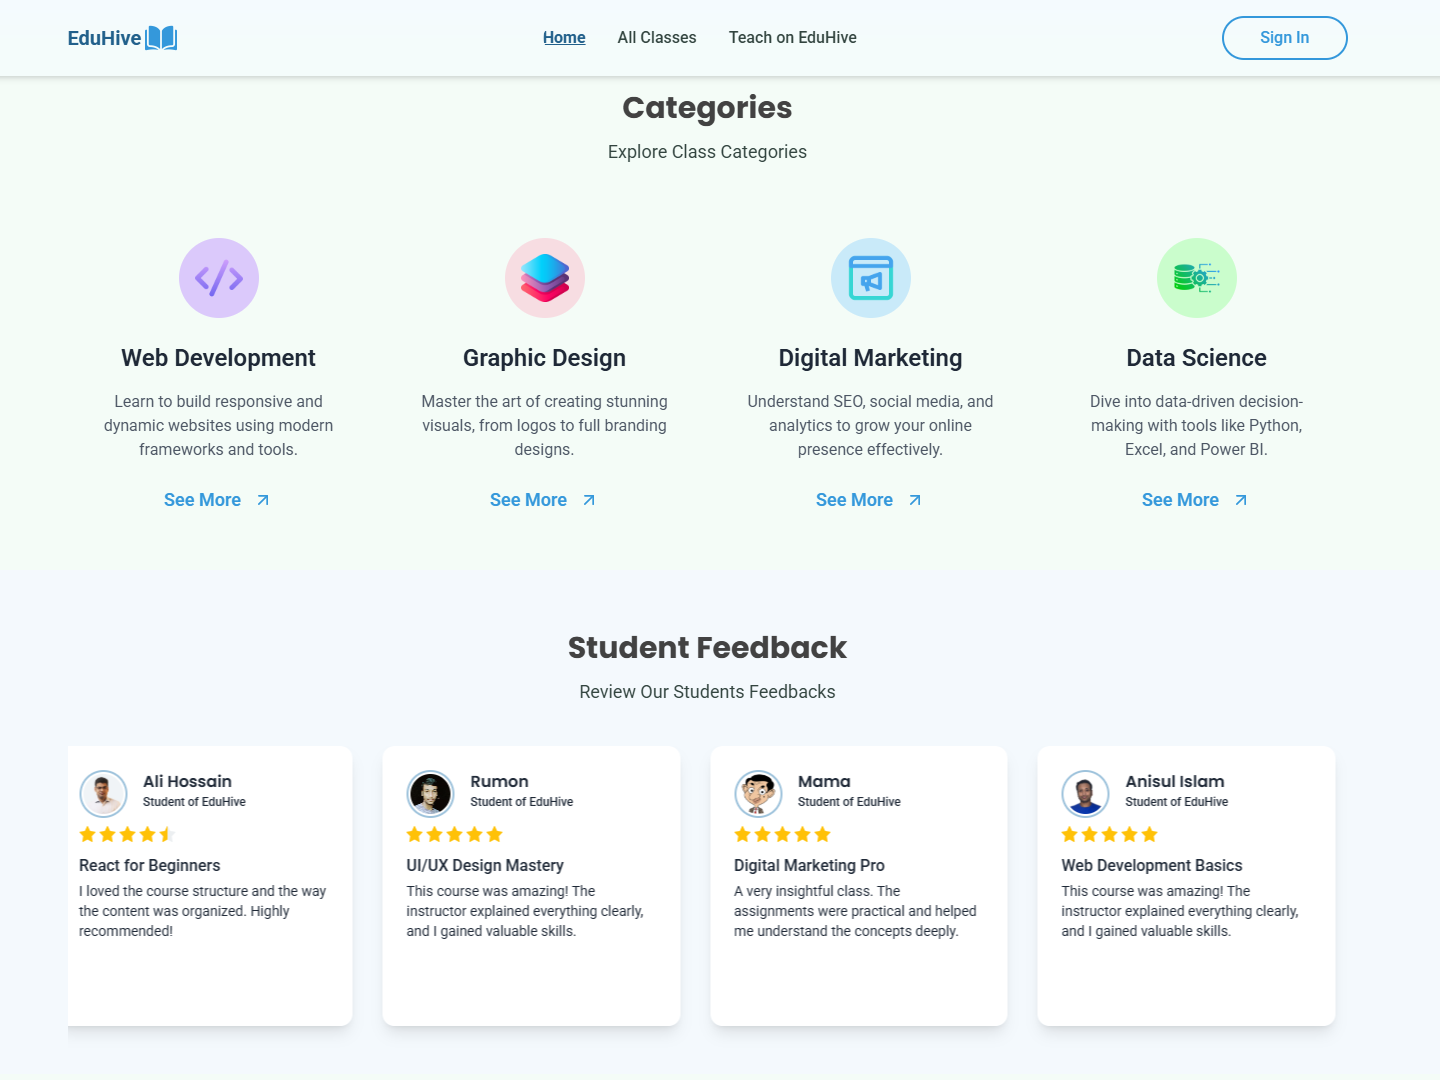 EduHive
Home
All Classes
Teach on EduHive
Sign In
Categories
Explore Class Categories
Web Development
Learn to build responsive and
dynamic websites using modern
frameworks and tools.
See More
Graphic Design
Master the art of creating stunning
visuals, from logos to full branding
designs.
See More
Digital Marketing
Understand SEO, social media, and
analytics to grow your online
presence effectively.
See More
Data Science
Dive into data-driven decision-
making with tools like Python,
Excel, and Power BI.
See More
Student Feedback
Review Our Students Feedbacks
Ali Hossain
Student of EduHive
React for Beginners
I loved the course structure and the way
the content was organized. Highly
recommended!
Rumon
Student of EduHive
UI/UX Design Mastery
This course was amazing! The
instructor explained everything clearly,
and I gained valuable skills.
Mama
Student of EduHive
Digital Marketing Pro
A very insightful class. The
assignments were practical and helped
me understand the concepts deeply.
Anisul Islam
Student of EduHive
Web Development Basics
This course was amazing! The
instructor explained everything clearly,
and I gained valuable skills.